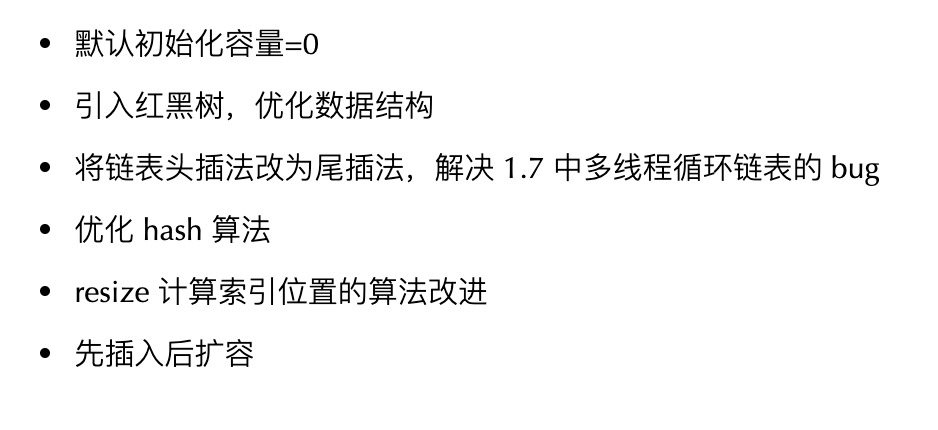 • 默认初始化容量=0
• 引入红黑树，优化数据结构
• 将链表头插法改为尾插法，解决 1.7 中多线程循环链表的 bug
• 优化 hash 算法
• resize 计算索引位置的算法改进
• 先插入后扩容